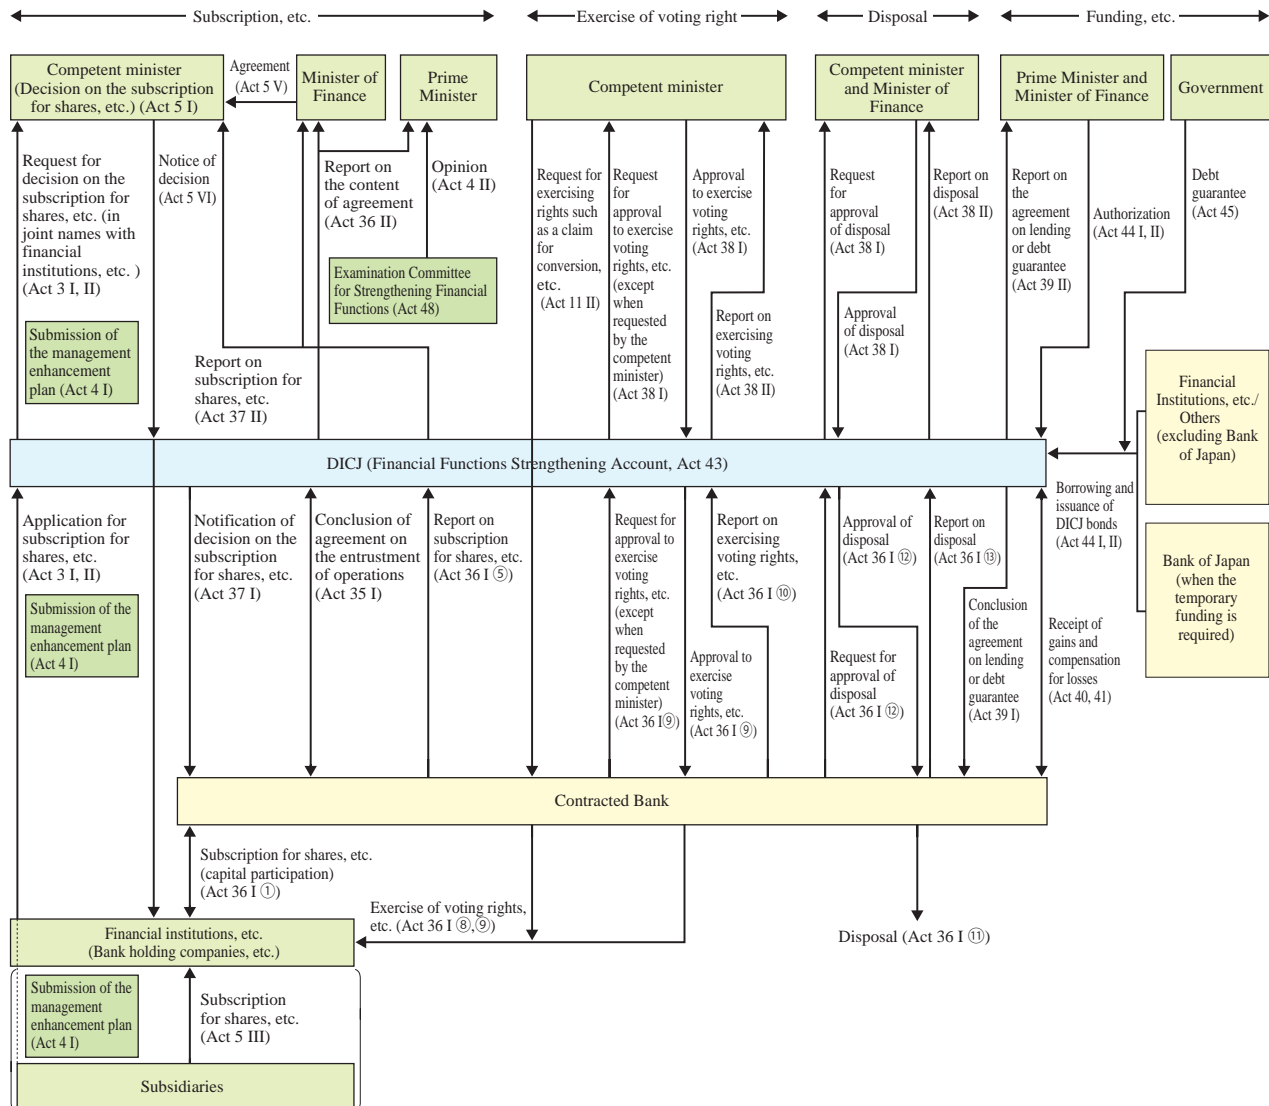 Subscription, etc.
Exercise of voting right
Disposal
Funding, etc.
Competent minister
(Decision on the subscription
for shares, etc.) (Act 5 I)
Agreement
(Act 5 V)
Minister of
Finance
Prime
Minister
Competent minister
Competent minister
and Minister of
Finance
Prime Minister and
Minister of Finance
Government
Request for
decision on the
subscription for
shares, etc. (in
joint names with
financial
institutions, etc. )
(Act 3 I, II)
Notice of
decision
(Act 5 VI)
Report on
the content
of agreement
(Act 36 II)
Opinion
(Act 4 II)
Request for
exercising
rights such
as a claim
for
conversion,
etc.
(Act 11 II)
Request
for
approval
to exercise
voting
rights, etc.
(except
when
requested
by the
competent
minister)
(Act 38 I)
Approval
to exercise
voting
rights, etc.
(Act 38 I)
Request
for
approval
of disposal
(Act 38 I)
Report on
disposal
(Act 38 II)
Report on
the
agreement
on lending
or debt
guarantee
(Act 39 II)
Authorization
(Act 44 I, II)
Debt
guarantee
(Act 45)
Examination Committee
for Strengthening Financial
Functions (Act 48)
Submission of
the management
enhancement
plan (Act 4 I)
Report on
subscription for
shares, etc.
(Act 37 II)
Report on
exercising
voting
rights, etc.
(Act 38 II)
Approval
of disposal
(Act 38 I)
Financial
Institutions, etc./
Others
(excluding Bank
of Japan)
DICJ (Financial Functions Strengthening Account, Act 43)
Borrowing and
issuance of
DICJ bonds
(Act 44 I, II)
Bank of Japan
(when the
temporary
funding is
required)
Application for
subscription for
shares, etc.
(Act 3 I, II)
Submission of the
management
enhancement plan
(Act 4 I)
Notification of
decision on the
subscription
for shares, etc.
(Act 37 I)
Conclusion of
agreement on
the entrustment
of operations
(Act 35 I)
Report on
subscription
for shares, etc.
(Act 36 I ⑤)
Request for
approval to
exercise
voting
rights, etc.
(except
when
requested
by the
competent
minister)
(Act 36 I⑨)
Report on
exercising
voting rights,
etc.
(Act 36 I ⑩)
Approval to
exercise
voting
rights, etc.
(Act 36 I ⑨)
Approval of
disposal
(Act 36 I ⑫)
Report on
disposal
(Act 36 I ⑬)
Request for
approval of
disposal
(Act 36 I ⑫)
Conclusion
of the
agreement
on lending
or debt
guarantee
(Act 39 I)
Receipt of
gains and
compensation
for losses
(Act 40, 41)
Contracted Bank
Subscription for shares, etc.
(capital participation)
(Act 36 I ①)
Exercise of voting rights,
etc. (Act 36 I ⑧,⑨)
Disposal (Act 36 I ⑪)
Financial institutions, etc.
(Bank holding companies, etc.)
Submission of the
management
enhancement plan
(Act 4 I)
Subscription
for shares, etc.
(Act 5 III)
Subsidiaries